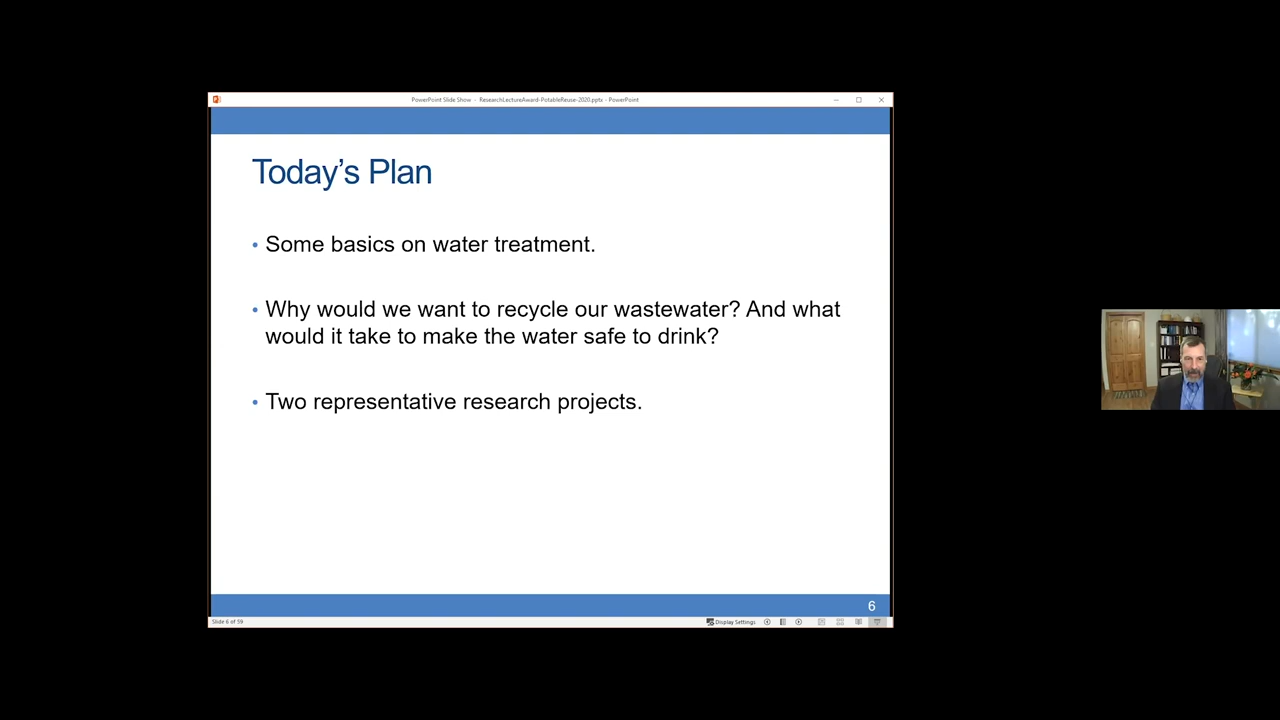 PowerPoint Slide Show - ResearchLectureAward-PotableReuse-2020.pptx - PowerPoint
Today's Plan
• Some basics on water treatment.
• Why would we want to recycle our wastewater? And what
would it take to make the water safe to drink?
• Two representative research projects.
6
Slide 6 of 59
Display Settings